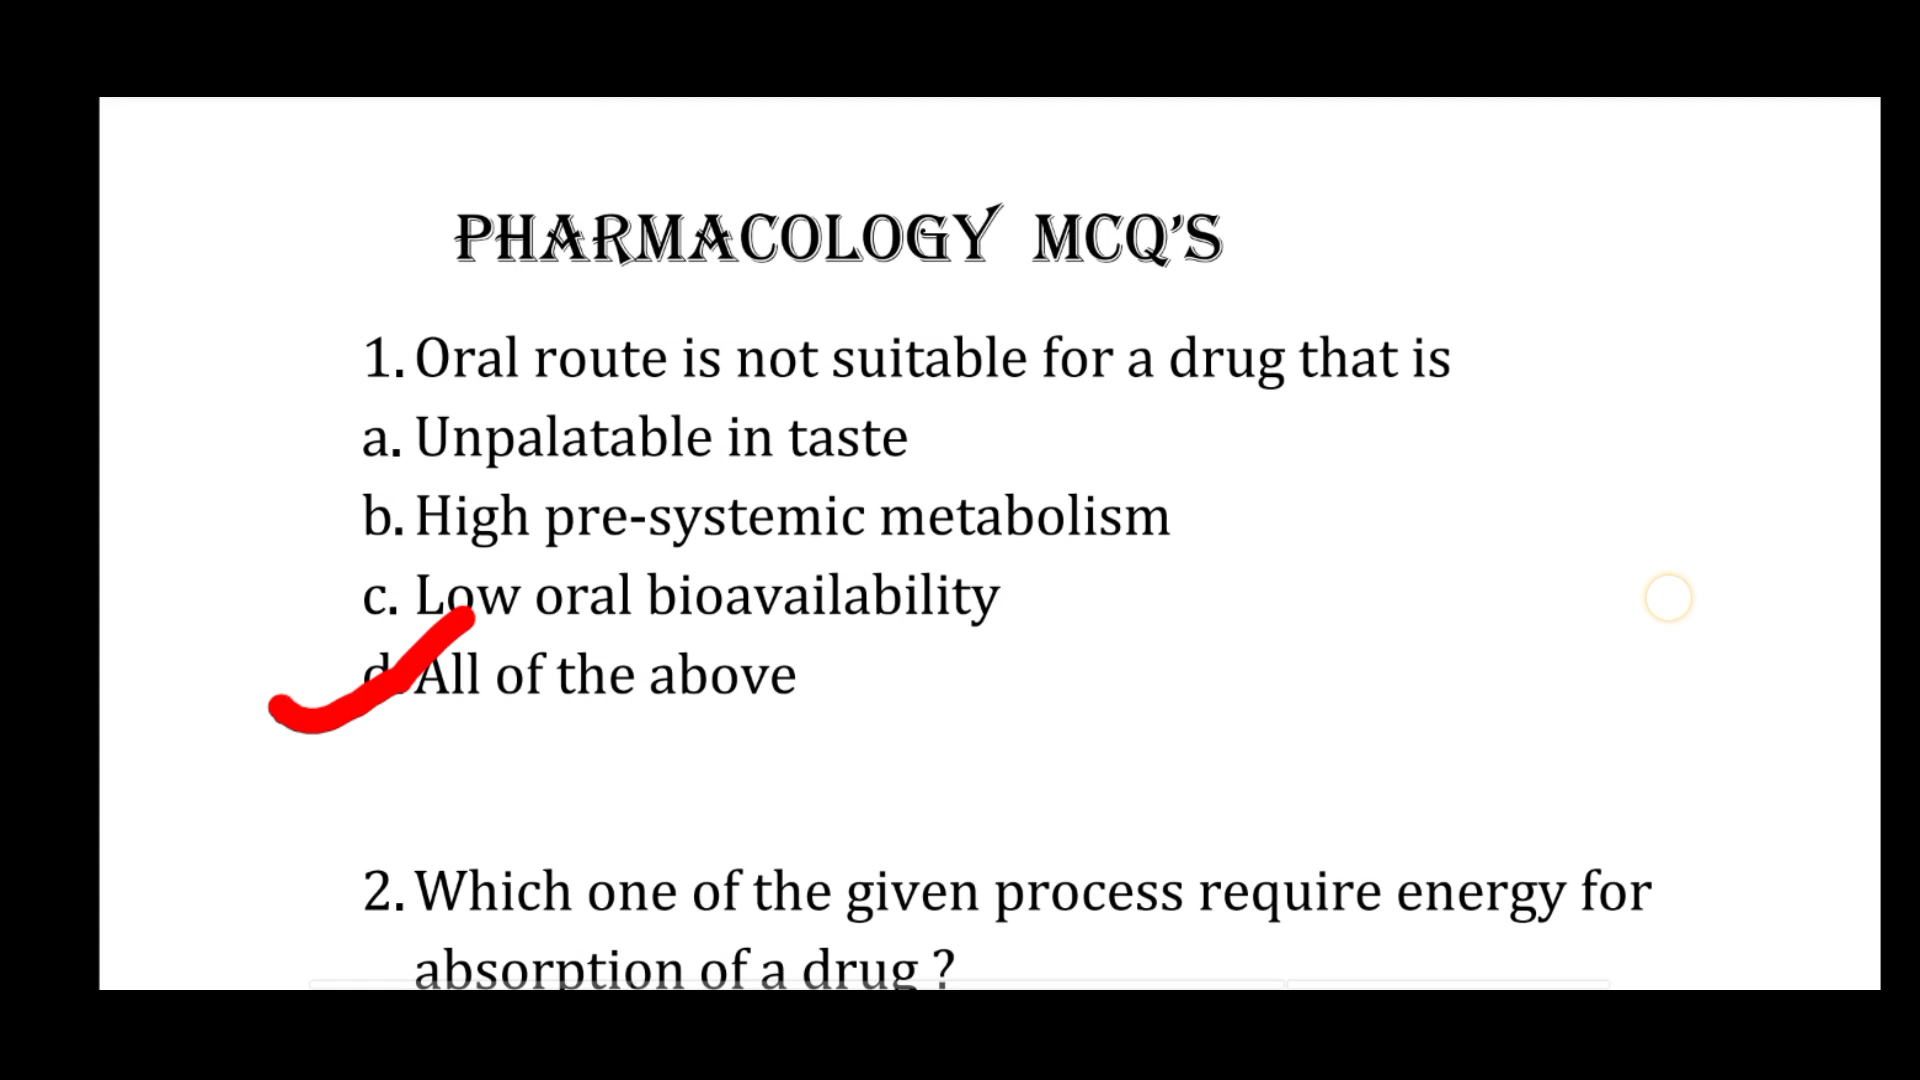 PHARMACOLOGY MCQ'S
1. Oral route is not suitable for a drug that is
a. Unpalatable in taste
b. High pre-systemic metabolism
c. Low oral bioavailability
d. All of the above
2. Which one of the given process require energy for
absorption of a drug ?